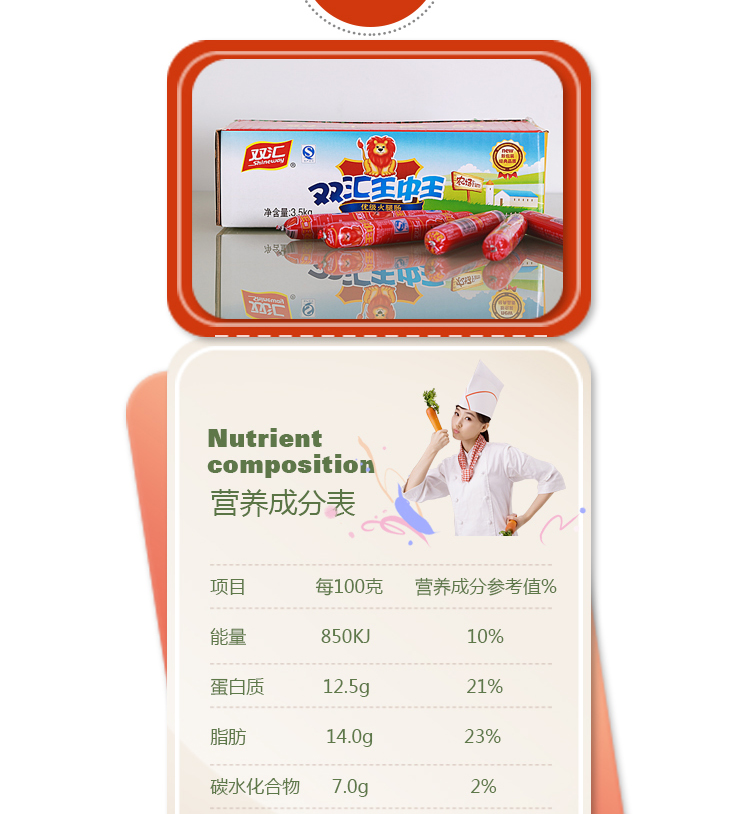 双汇
Shineway
®
new
双汇王中王
优级火腿肠
净含量:3.5kg
Nutrient
composition
营养成分表
项目 每100克 营养成分参考值%
能量 850KJ 10%
蛋白质 12.5g 21%
脂肪 14.0g 23%
碳水化合物 7.0g 2%